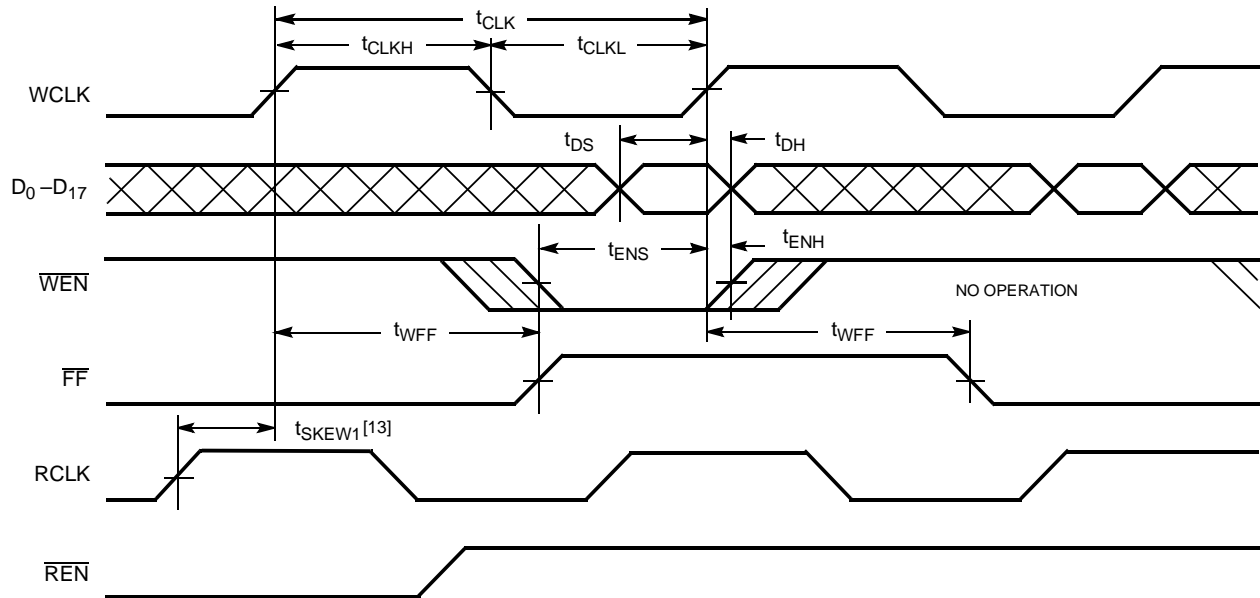 tCLK
tCLKH tCLKL
WCLK
tDS tDH
D0 –D17
tENS tENH
WEN
NO OPERATION
tWFF tWFF
FF
tSKEW1[13]
RCLK
REN